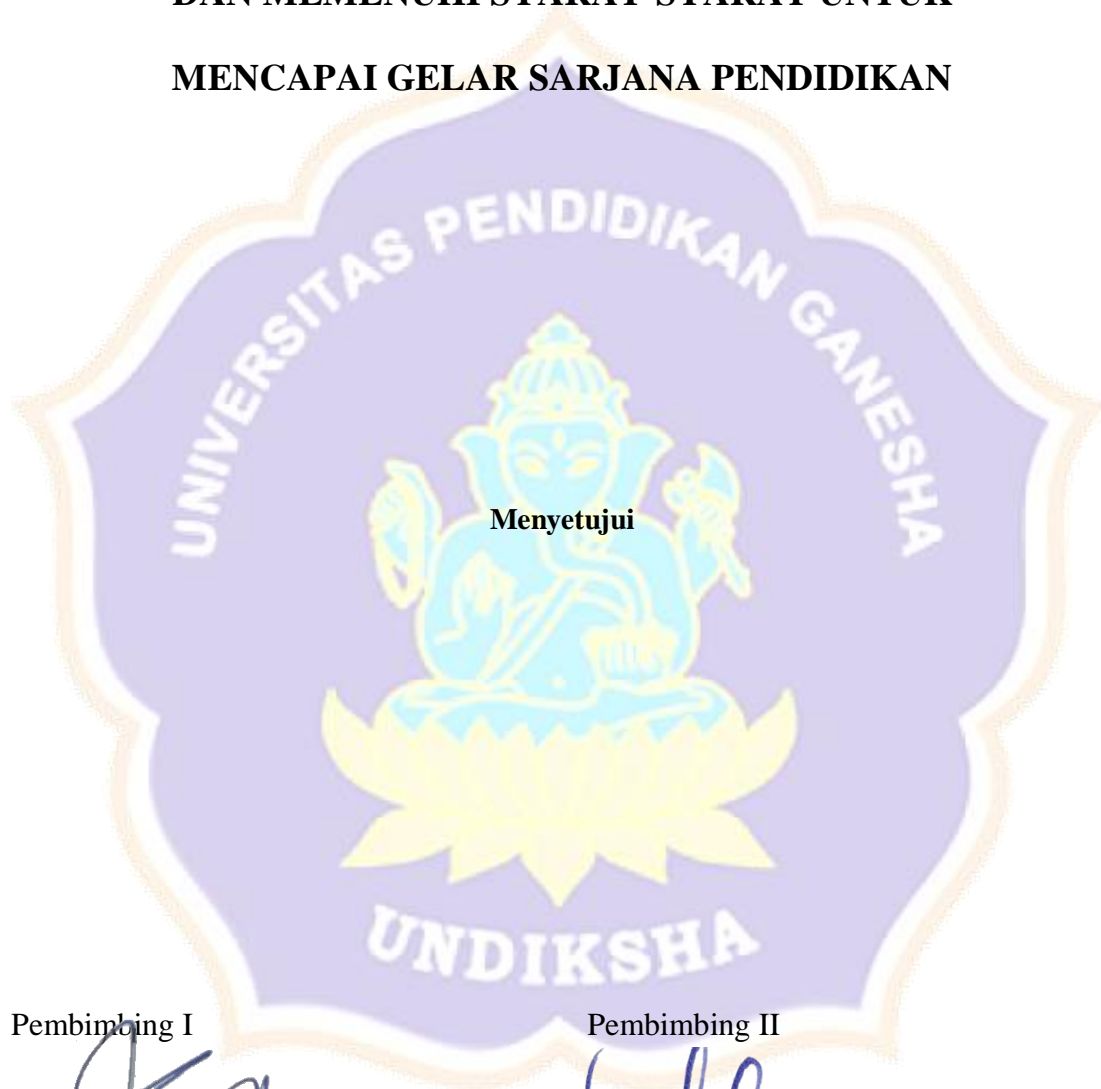 DAN MEMENUHI SYARAT-SYARAT UNTUK
MENCAPAI GELAR SARJANA PENDIDIKAN
UNIVERSITAS PENDIDIKAN GANESHA
Menyetujui
UNDIKSHA
Pembimbing I Pembimbing II